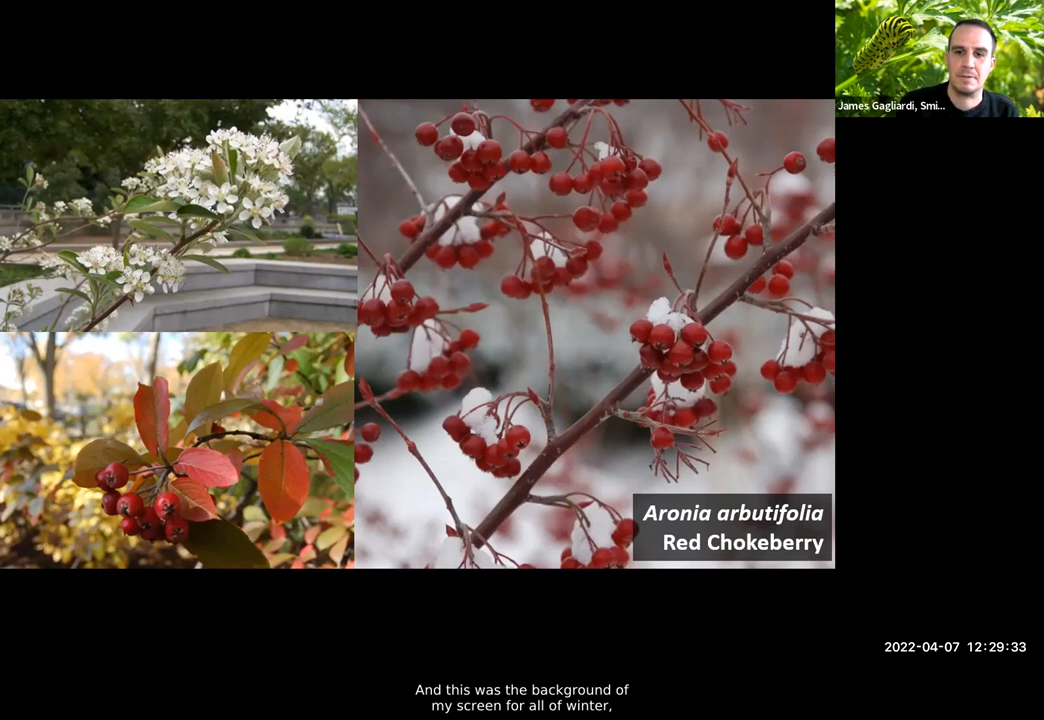 James Gagliardi, Smi...
Aronia arbutifolia
Red Chokeberry
2022-04-07 12:29:33
And this was the background of
my screen for all of winter,